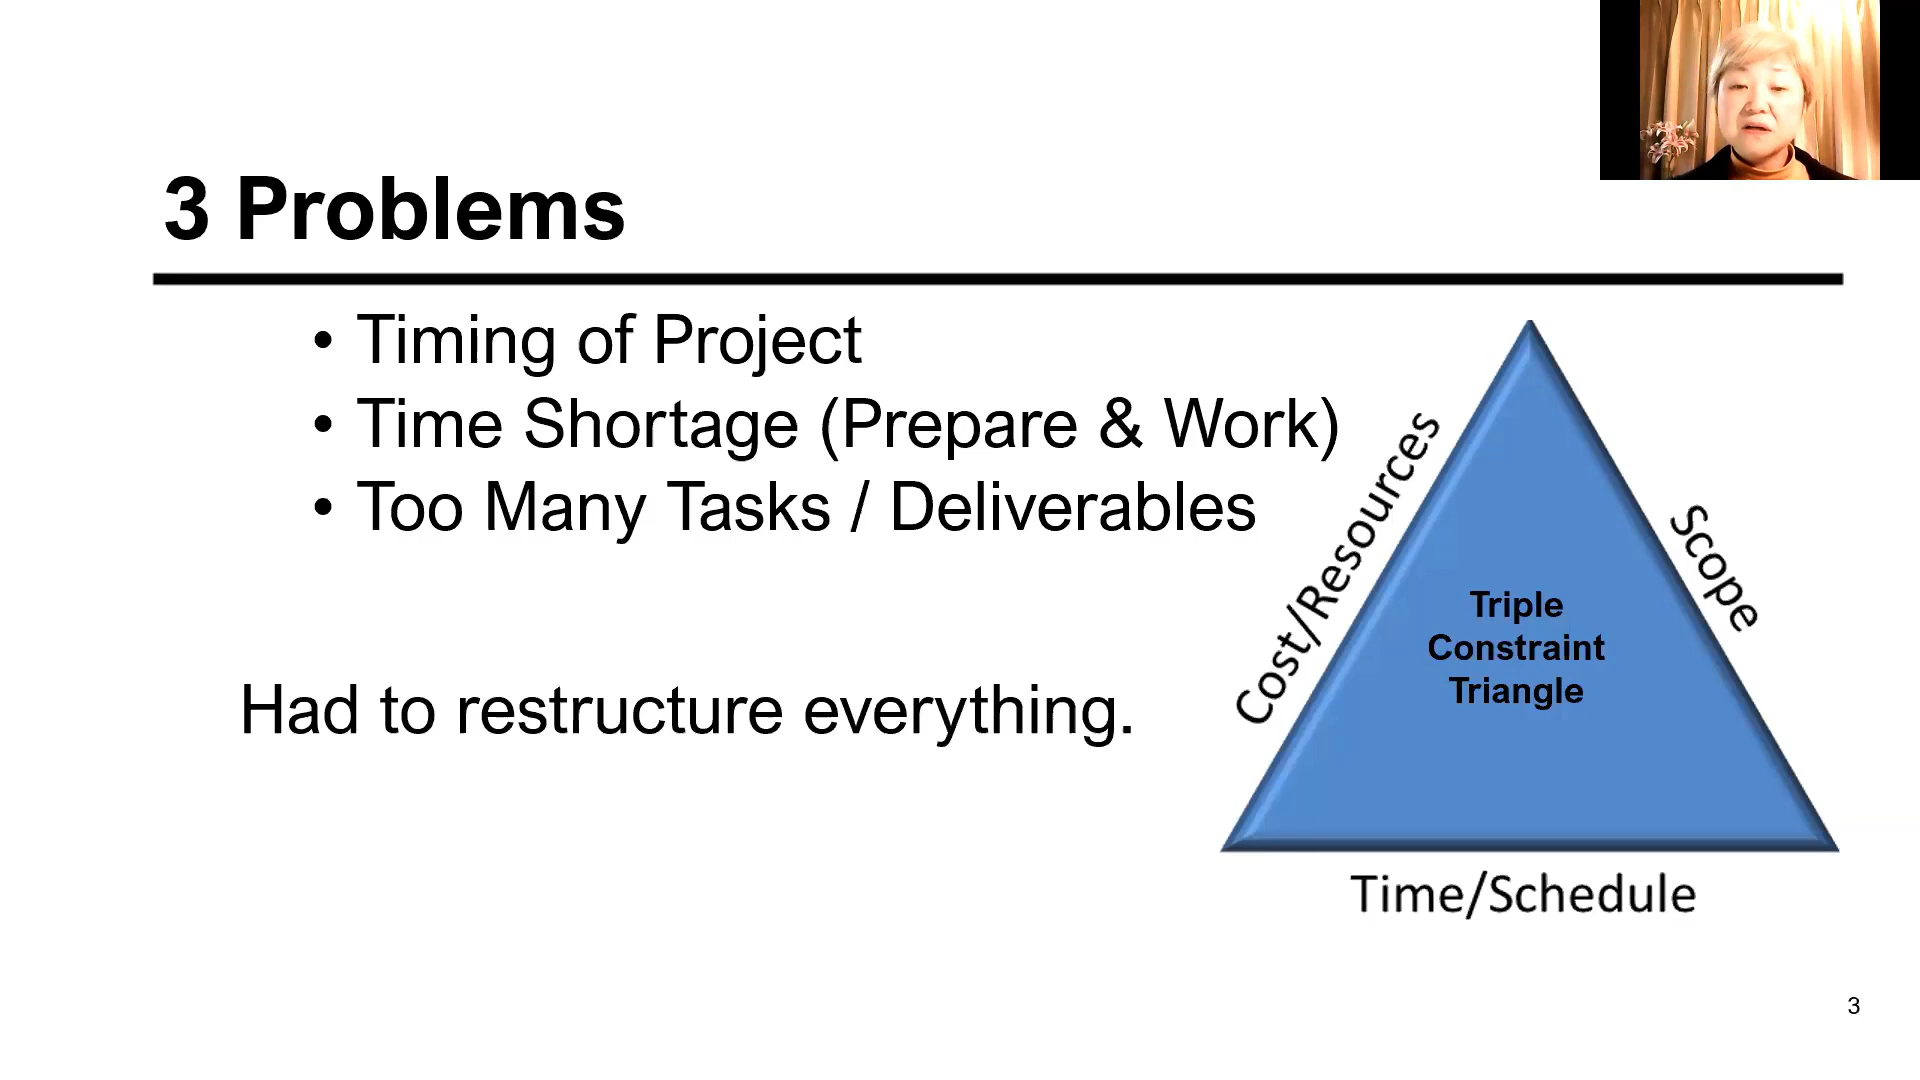 3 Problems
• Timing of Project
• Time Shortage (Prepare & Work)
• Too Many Tasks / Deliverables
Had to restructure everything.
Cost/Resources
Scope
Triple
Constraint
Triangle
Time/Schedule
3